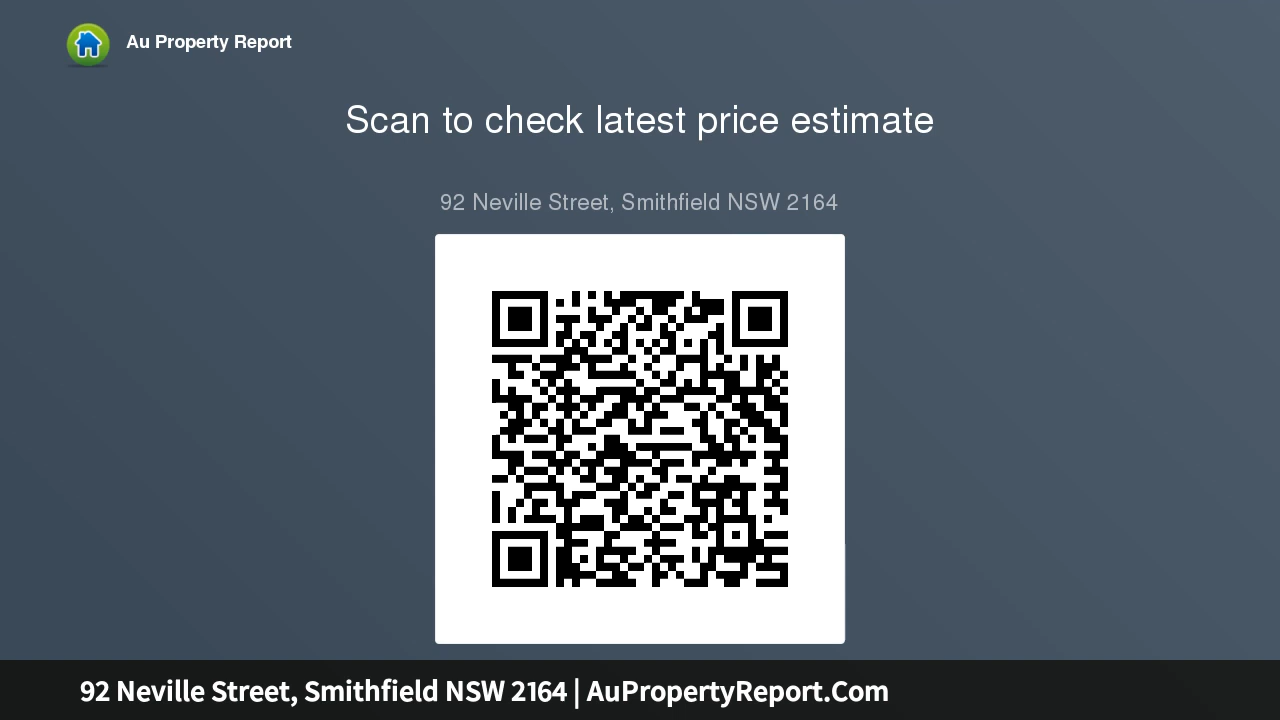 Au Property Report
Scan to check latest price estimate
92 Neville Street, Smithfield NSW 2164
92 Neville Street, Smithfield NSW 2164 | AuPropertyReport.Com